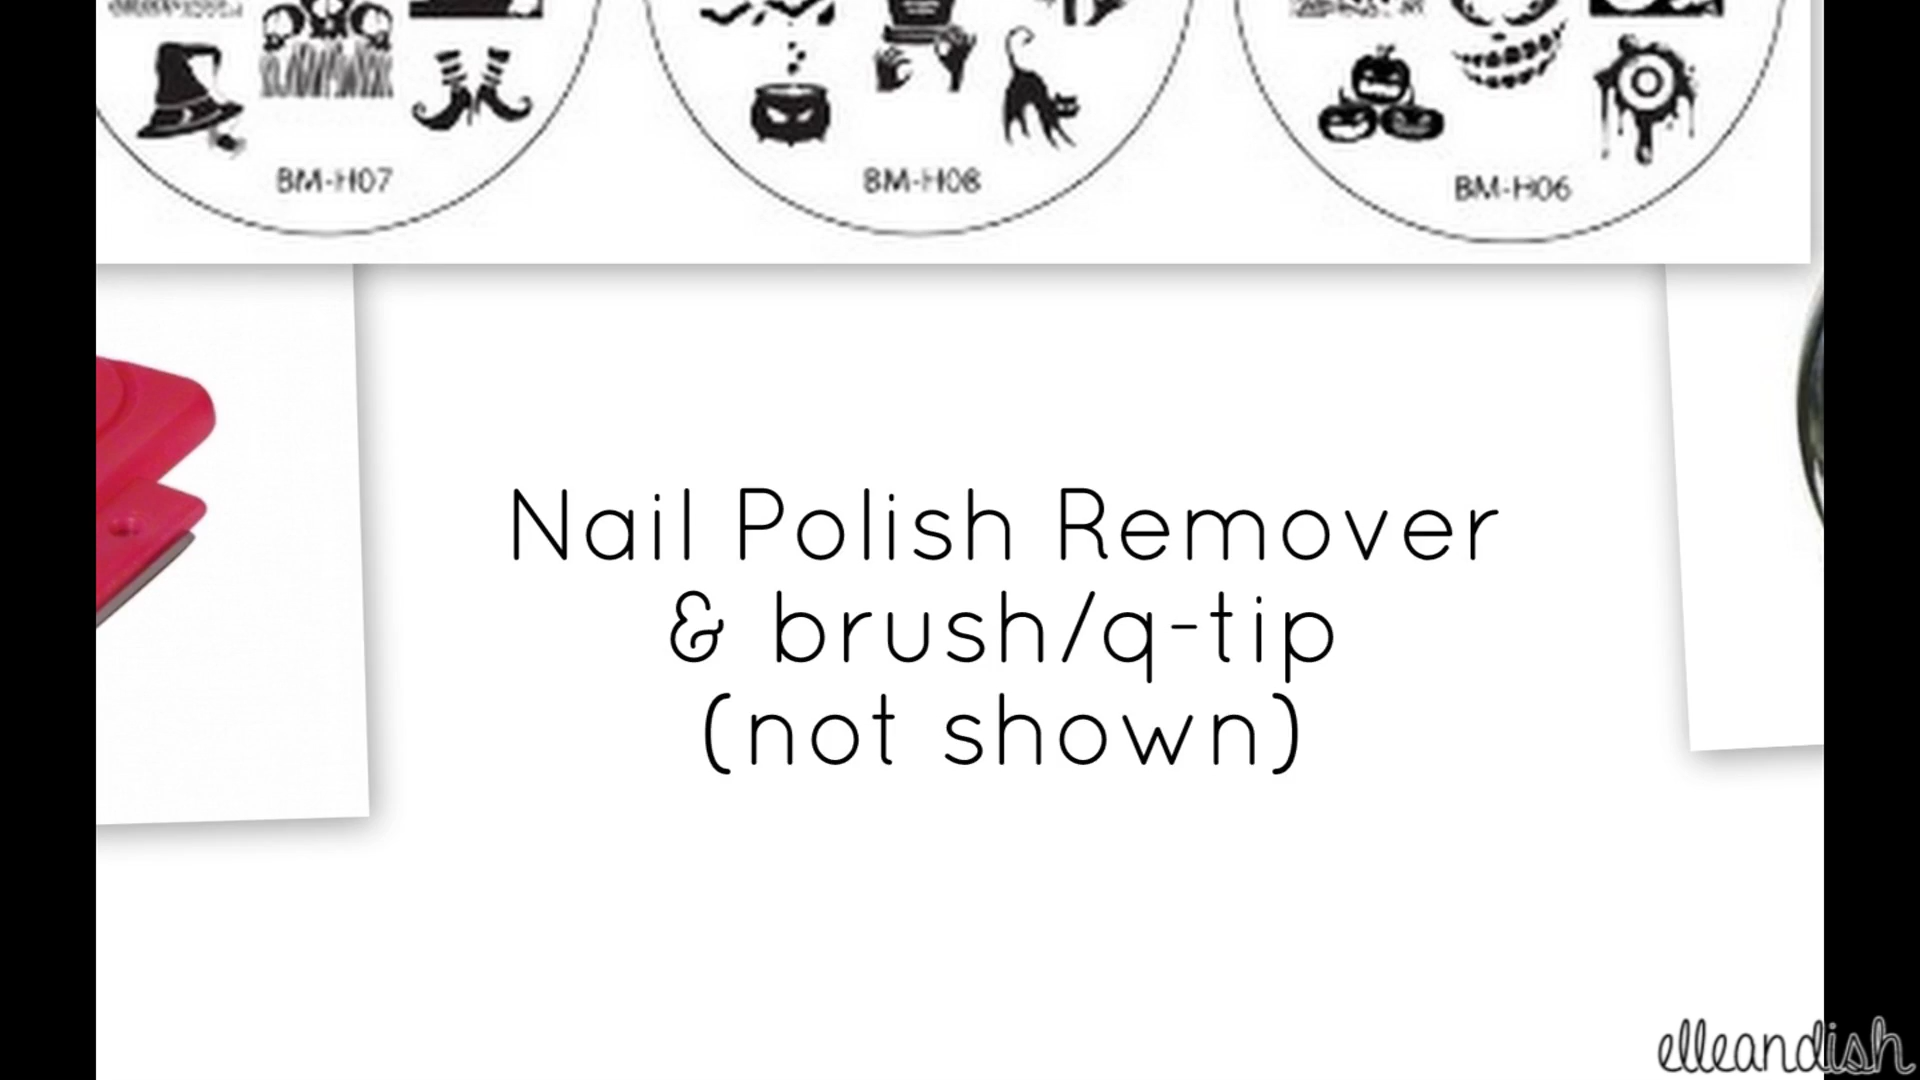 BM-H07
BM-H08
BM-H06
Nail Polish Remover
& brush/q-tip
(not shown)
elleandish